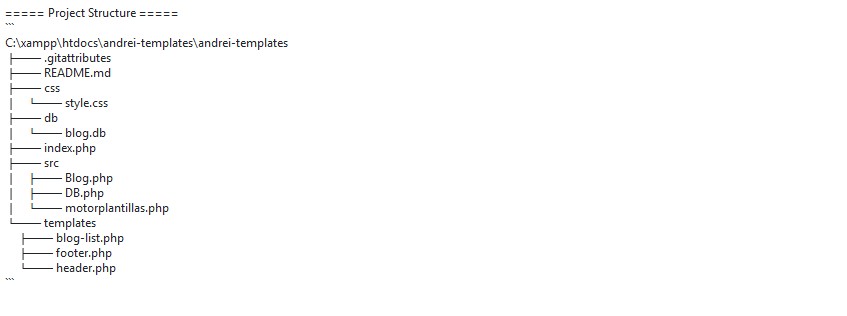 ===== Project Structure =====
```
C:\xampp\htdocs\andrei-templates\andrei-templates
├── .gitattributes
├── README.md
├── css
│   └── style.css
├── db
│   └── blog.db
├── index.php
├── src
│   ├── Blog.php
│   ├── DB.php
│   └── motorplantillas.php
└── templates
    ├── blog-list.php
    ├── footer.php
    └── header.php
```